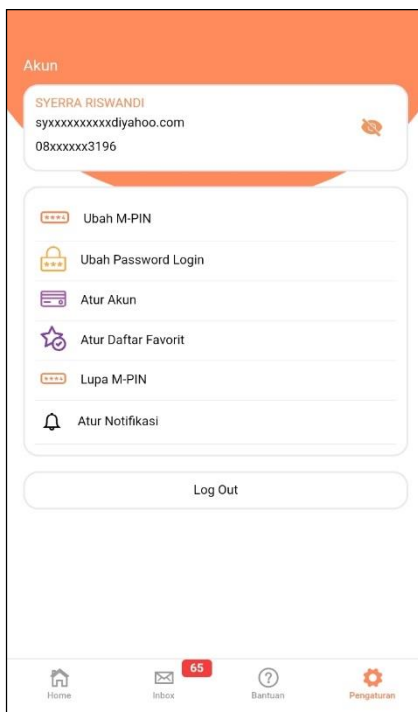 Akun
SYERRA RISWANDI
syxxxxxxxxxxdiyahoo.com
08xxxxxx3196
Ubah M-PIN
Ubah Password Login
Atur Akun
Atur Daftar Favorit
Lupa M-PIN
Atur Notifikasi
Log Out
65
Home
Inbox
Bantuan
Pengaturan